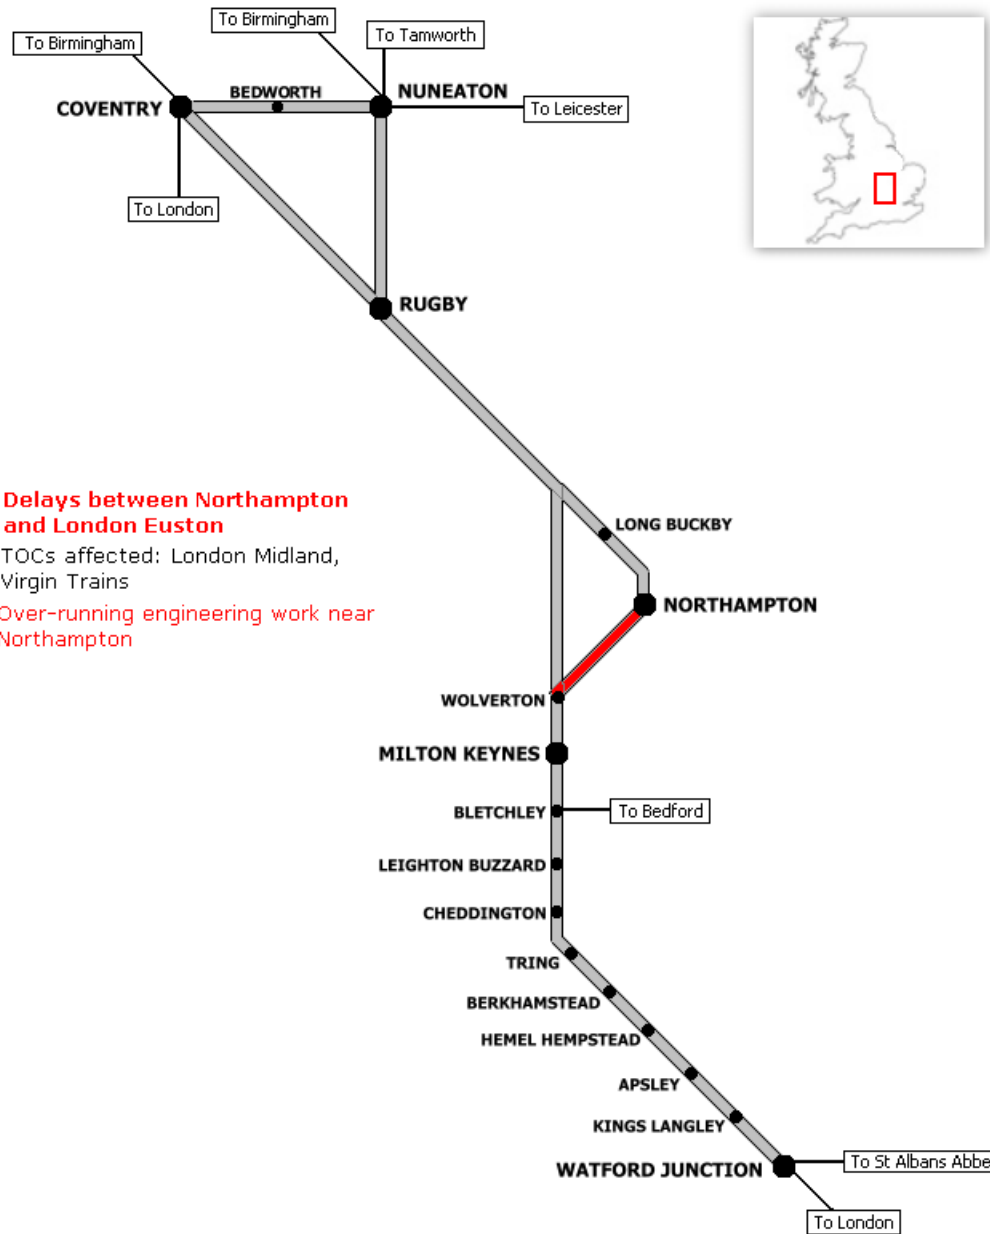 To Birmingham
To Birmingham
To Tamworth
BEDWORTH
NUNEATON
COVENTRY
To Leicester
To London
RUGBY
Delays between Northampton
and London Euston
TOCs affected: London Midland,
Virgin Trains
Over-running engineering work near
Northampton
LONG BUCKBY
NORTHAMPTON
WOLVERTON
MILTON KEYNES
BLETCHLEY
To Bedford
LEIGHTON BUZZARD
CHEDDINGTON
TRING
BERKHAMSTEAD
HEMEL HEMPSTEAD
APSLEY
KINGS LANGLEY
WATFORD JUNCTION
To St Albans Abbe
To London